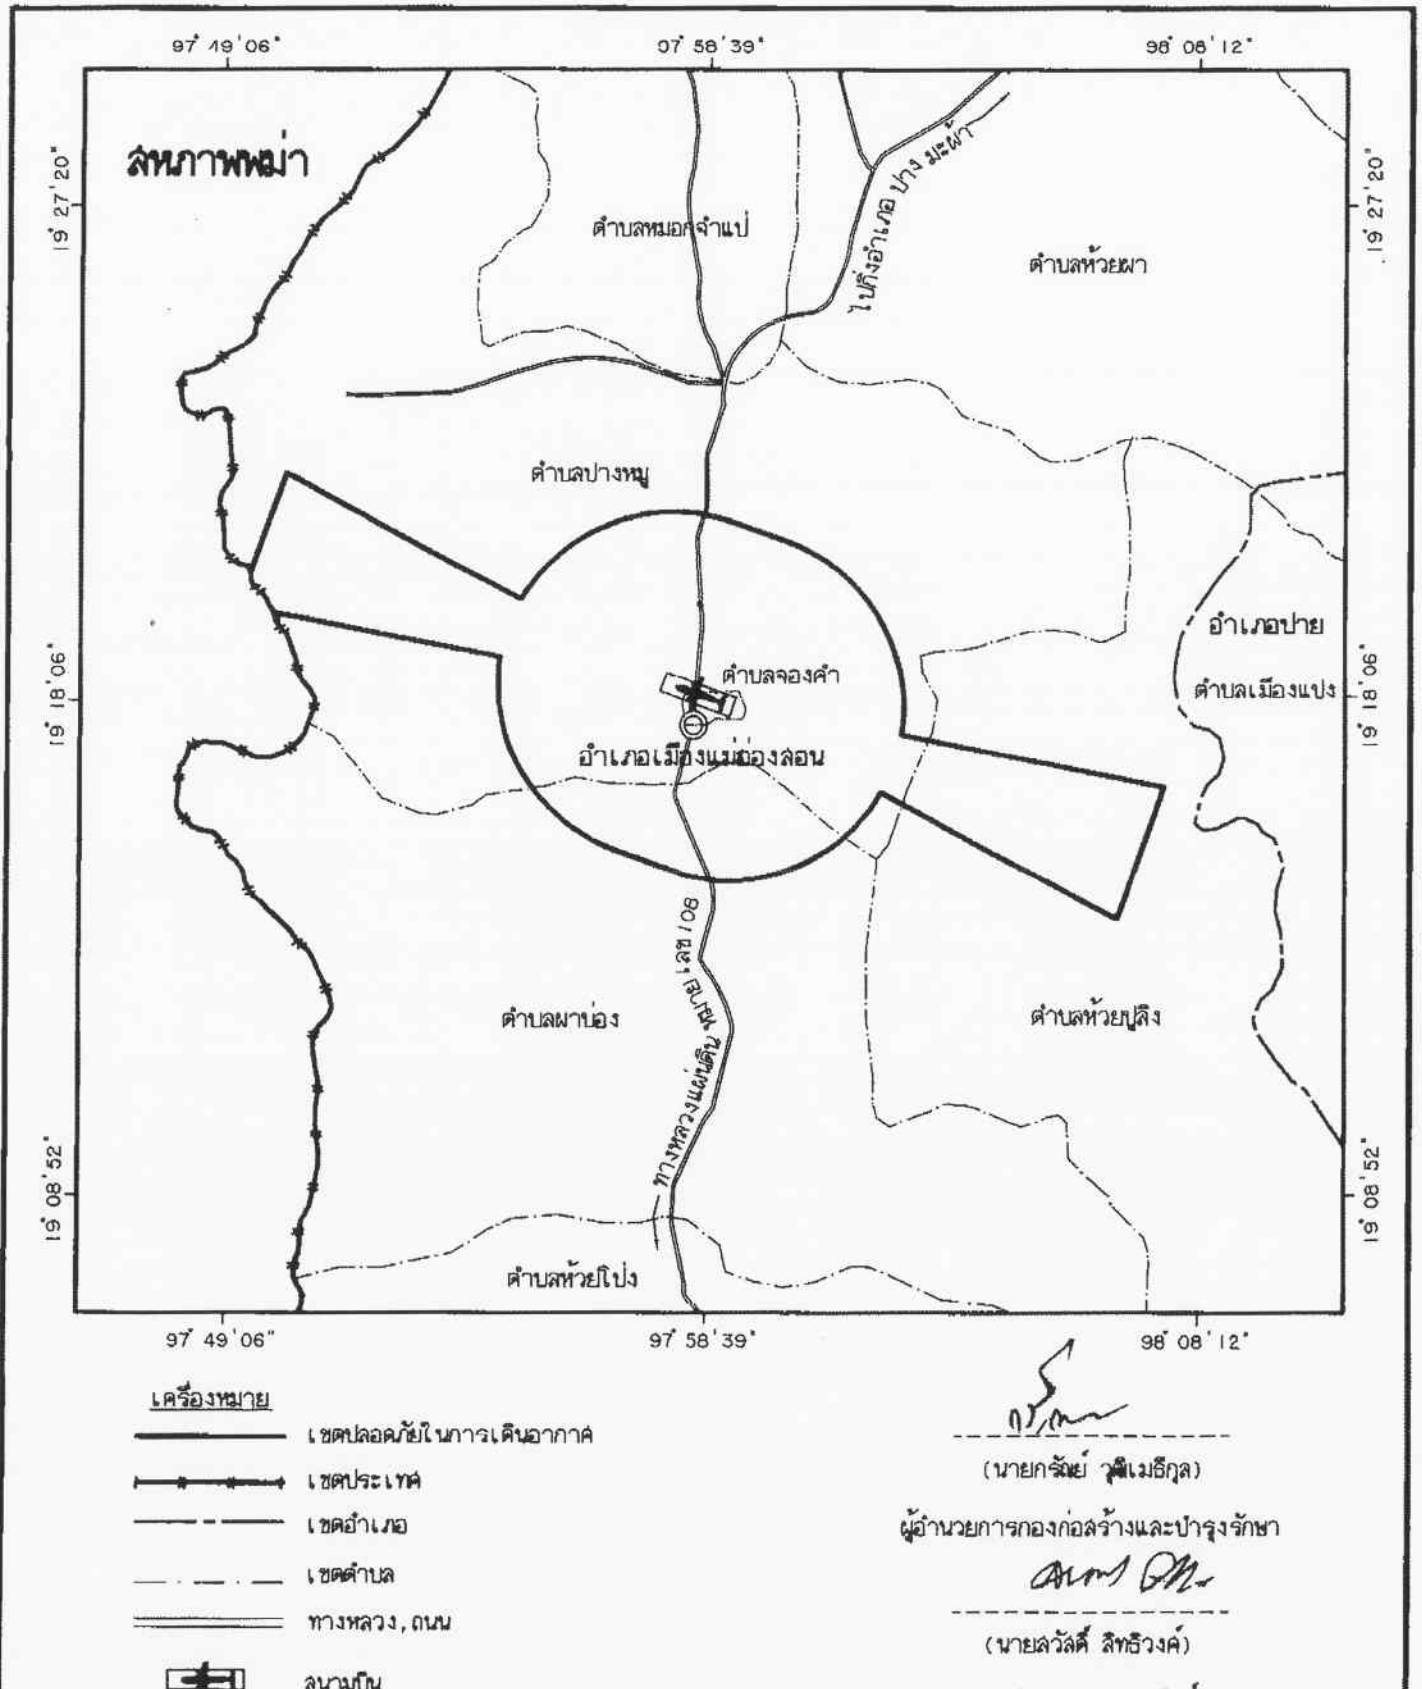 97° 49' 06"
97° 58' 39"
98° 08' 12"
สหภาพพม่า
19° 27' 20"
19° 27' 20"
ตำบลหมอกจำแป่
ไปกิ่งอำเภอ ปาง มะผ้า
ตำบลห้วยผา
ตำบลปางหมู
อำเภอปาย
ตำบลจองคำ
ตำบลเมืองแปง
19° 18' 06"
19° 18' 06"
อำเภอเมืองแม่ฮ่องสอน
ทางหลวงแผ่นดิน หมายเลข 108
ตำบลผาบ่อง
ตำบลห้วยปูลิง
19° 08' 52"
19° 08' 52"
ตำบลห้วยโป่ง
97° 49' 06"
97° 58' 39"
98° 08' 12"
เครื่องหมาย
เขตปลอดภัยในการเดินอากาศ
เขตประเทศ
เขตอำเภอ
เขตตำบล
ทางหลวง, ถนน
สนามบิน
(นายกรัณย์ วุฒิเมธีกุล)
ผู้อำนวยการกองก่อสร้างและบำรุงรักษา
(นายสวัสดิ์ สิทธิวงค์)